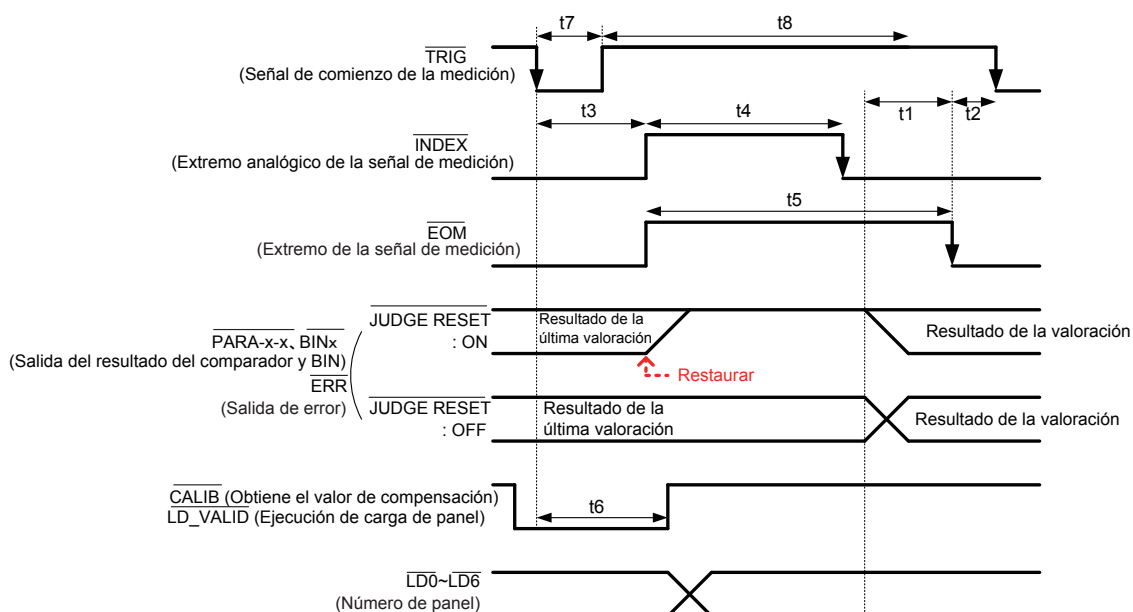 t7
t8
TRIG
(Señal de comienzo de la medición)
t3
t4
t1
t2
INDEX
(Extremo analógico de la señal de medición)
t5
EOM
(Extremo de la señal de medición)
JUDGE RESET
: ON
Resultado de la
última valoración
Resultado de la valoración
PARA-x-x、BINx
(Salida del resultado del comparador y BIN)
ERR
(Salida de error)
Restaurar
JUDGE RESET
: OFF
Resultado de la
última valoración
Resultado de la valoración
CALIB (Obtiene el valor de compensación)
LD_VALID (Ejecución de carga de panel)
t6
LD0~LD6
(Número de panel)